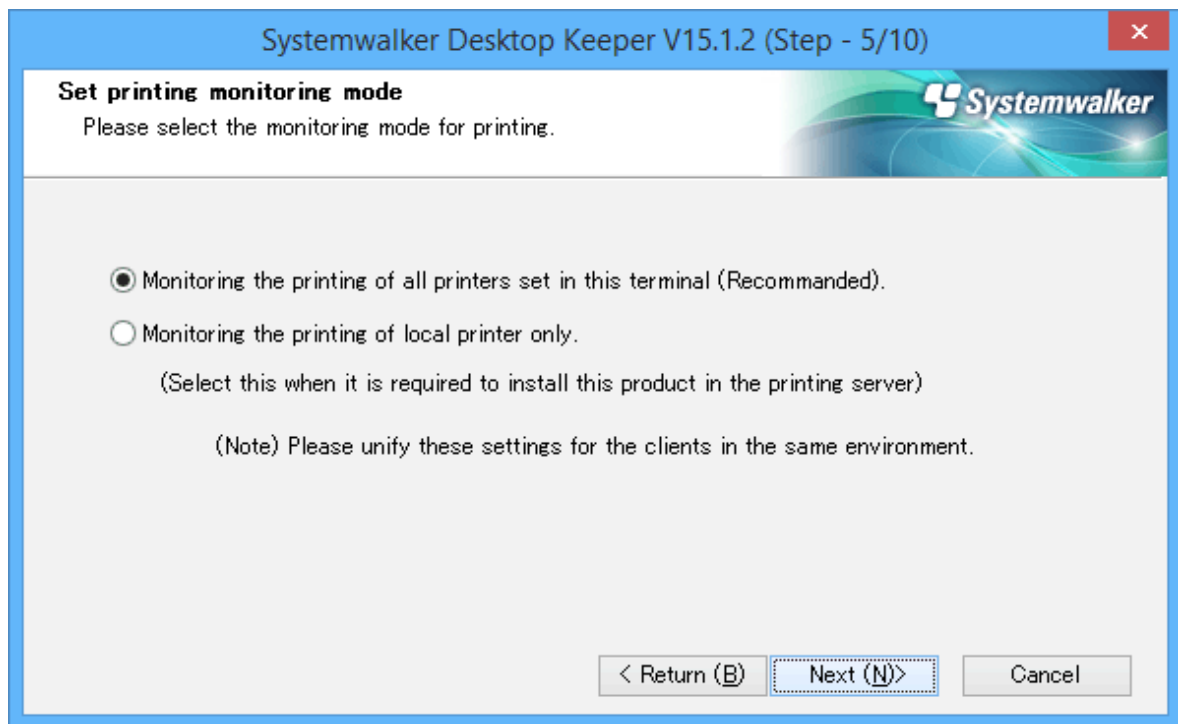 Systemwalker Desktop Keeper V15.1.2 (Step - 5/10)
Set printing monitoring mode
Please select the monitoring mode for printing.
Systemwalker
Monitoring the printing of all printers set in this terminal (Recommanded).
Monitoring the printing of local printer only.
(Select this when it is required to install this product in the printing server)
(Note) Please unify these settings for the clients in the same environment.
< Return (B)
Next (N)>
Cancel